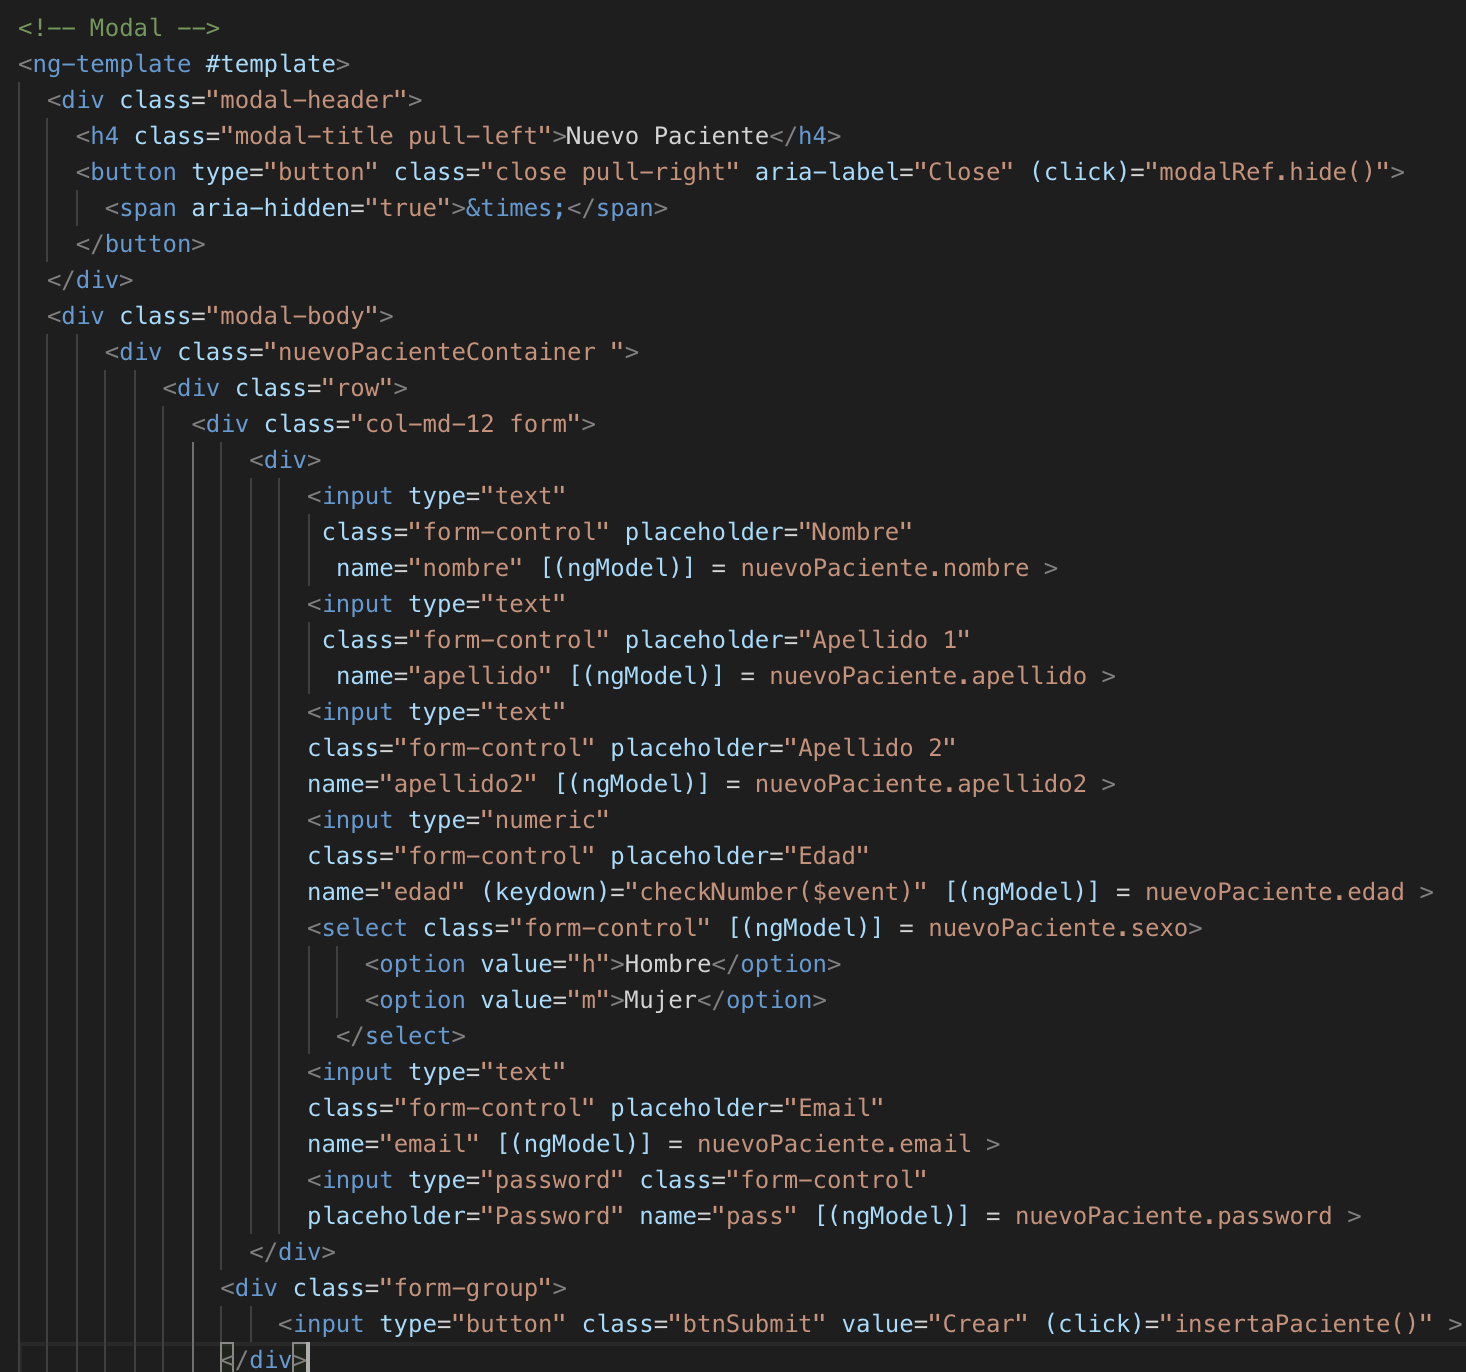 <!-- Modal -->
<ng-template #template>
<div class="modal-header">
<h4 class="modal-title pull-left">Nuevo Paciente</h4>
<button type="button" class="close pull-right" aria-label="Close" (click)="modalRef.hide()">
<span aria-hidden="true">&times;</span>
</button>
</div>
<div class="modal-body">
<div class="nuevoPacienteContainer ">
<div class="row">
<div class="col-md-12 form">
<div>
<input type="text"
class="form-control" placeholder="Nombre"
name="nombre" [(ngModel)] = nuevoPaciente.nombre >
<input type="text"
class="form-control" placeholder="Apellido 1"
name="apellido" [(ngModel)] = nuevoPaciente.apellido >
<input type="text"
class="form-control" placeholder="Apellido 2"
name="apellido2" [(ngModel)] = nuevoPaciente.apellido2 >
<input type="numeric"
class="form-control" placeholder="Edad"
name="edad" (keydown)="checkNumber($event)" [(ngModel)] = nuevoPaciente.edad >
<select class="form-control" [(ngModel)] = nuevoPaciente.sexo>
<option value="h">Hombre</option>
<option value="m">Mujer</option>
</select>
<input type="text"
class="form-control" placeholder="Email"
name="email" [(ngModel)] = nuevoPaciente.email >
<input type="password" class="form-control"
placeholder="Password" name="pass" [(ngModel)] = nuevoPaciente.password >
</div>
<div class="form-group">
<input type="button" class="btnSubmit" value="Crear" (click)="insertaPaciente()" >
</div>